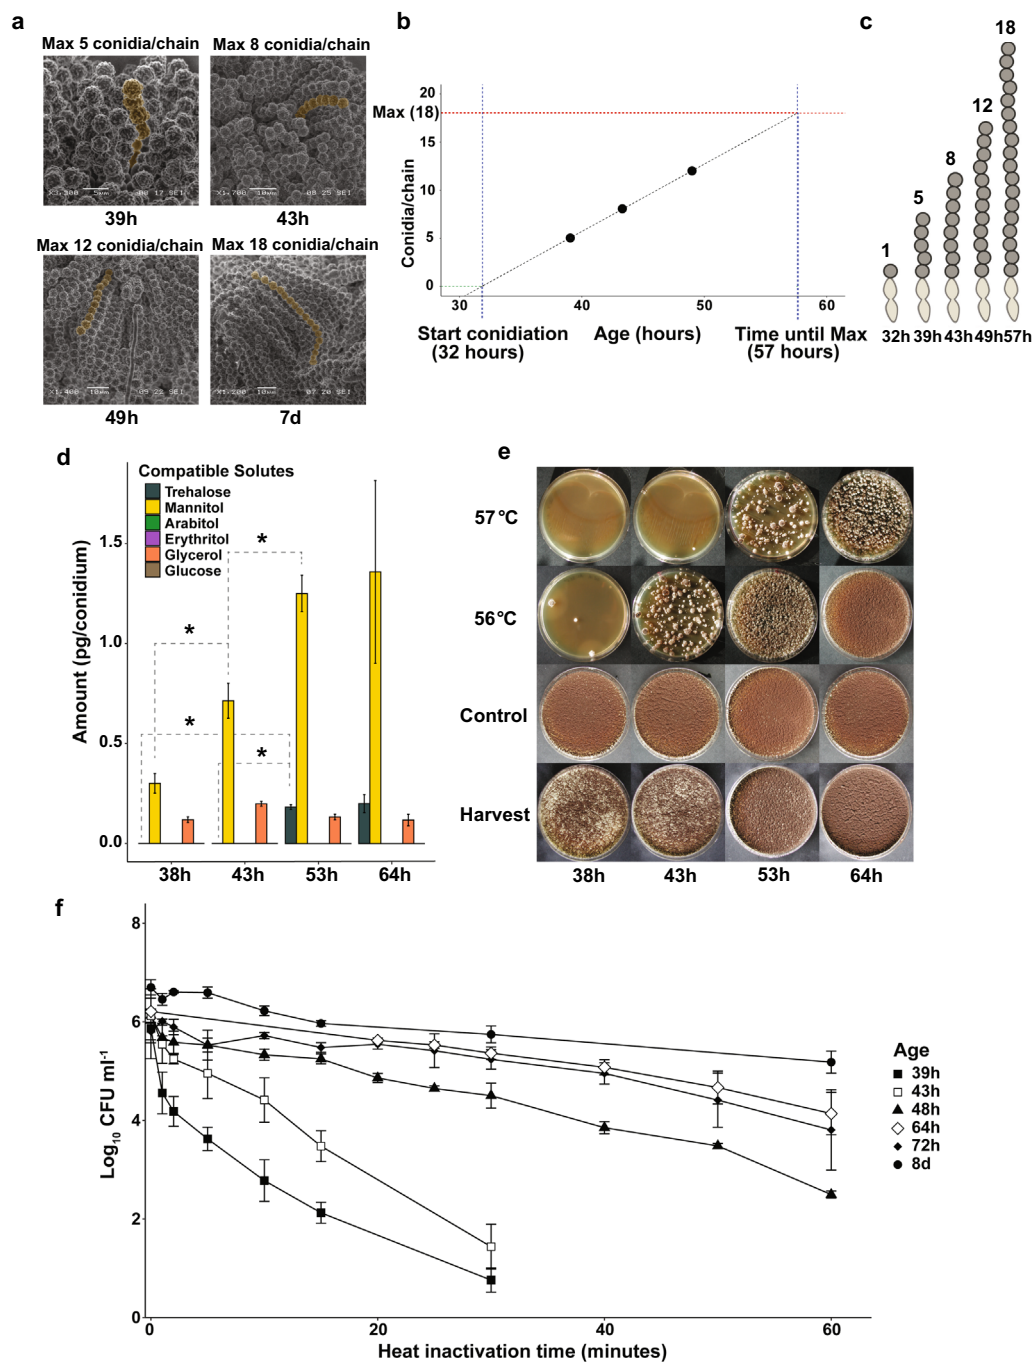 a
Max 5 conidia/chain
Max 8 conidia/chain
39h
43h
Max 12 conidia/chain
Max 18 conidia/chain
49h
7d
b
Conidia/chain
20
Max (18)
15
10
5
0
30
40
50
60
Start conidiation
(32 hours)
Age (hours)
Time until Max
(57 hours)
c
1
5
8
12
18
32h 39h 43h 49h 57h
d
Compatible Solutes
Trehalose
Mannitol
Arabitol
Erythritol
Glycerol
Glucose
Amount (pg/conidium)
1.5
1.0
0.5
0.0
*
*
*
*
38h
43h
53h
64h
e
57°C
56°C
Control
Harvest
38h
43h
53h
64h
f
Log10 CFU ml-1
8
6
4
2
0
0
20
40
60
Heat inactivation time (minutes)
Age
39h
43h
48h
64h
72h
8d